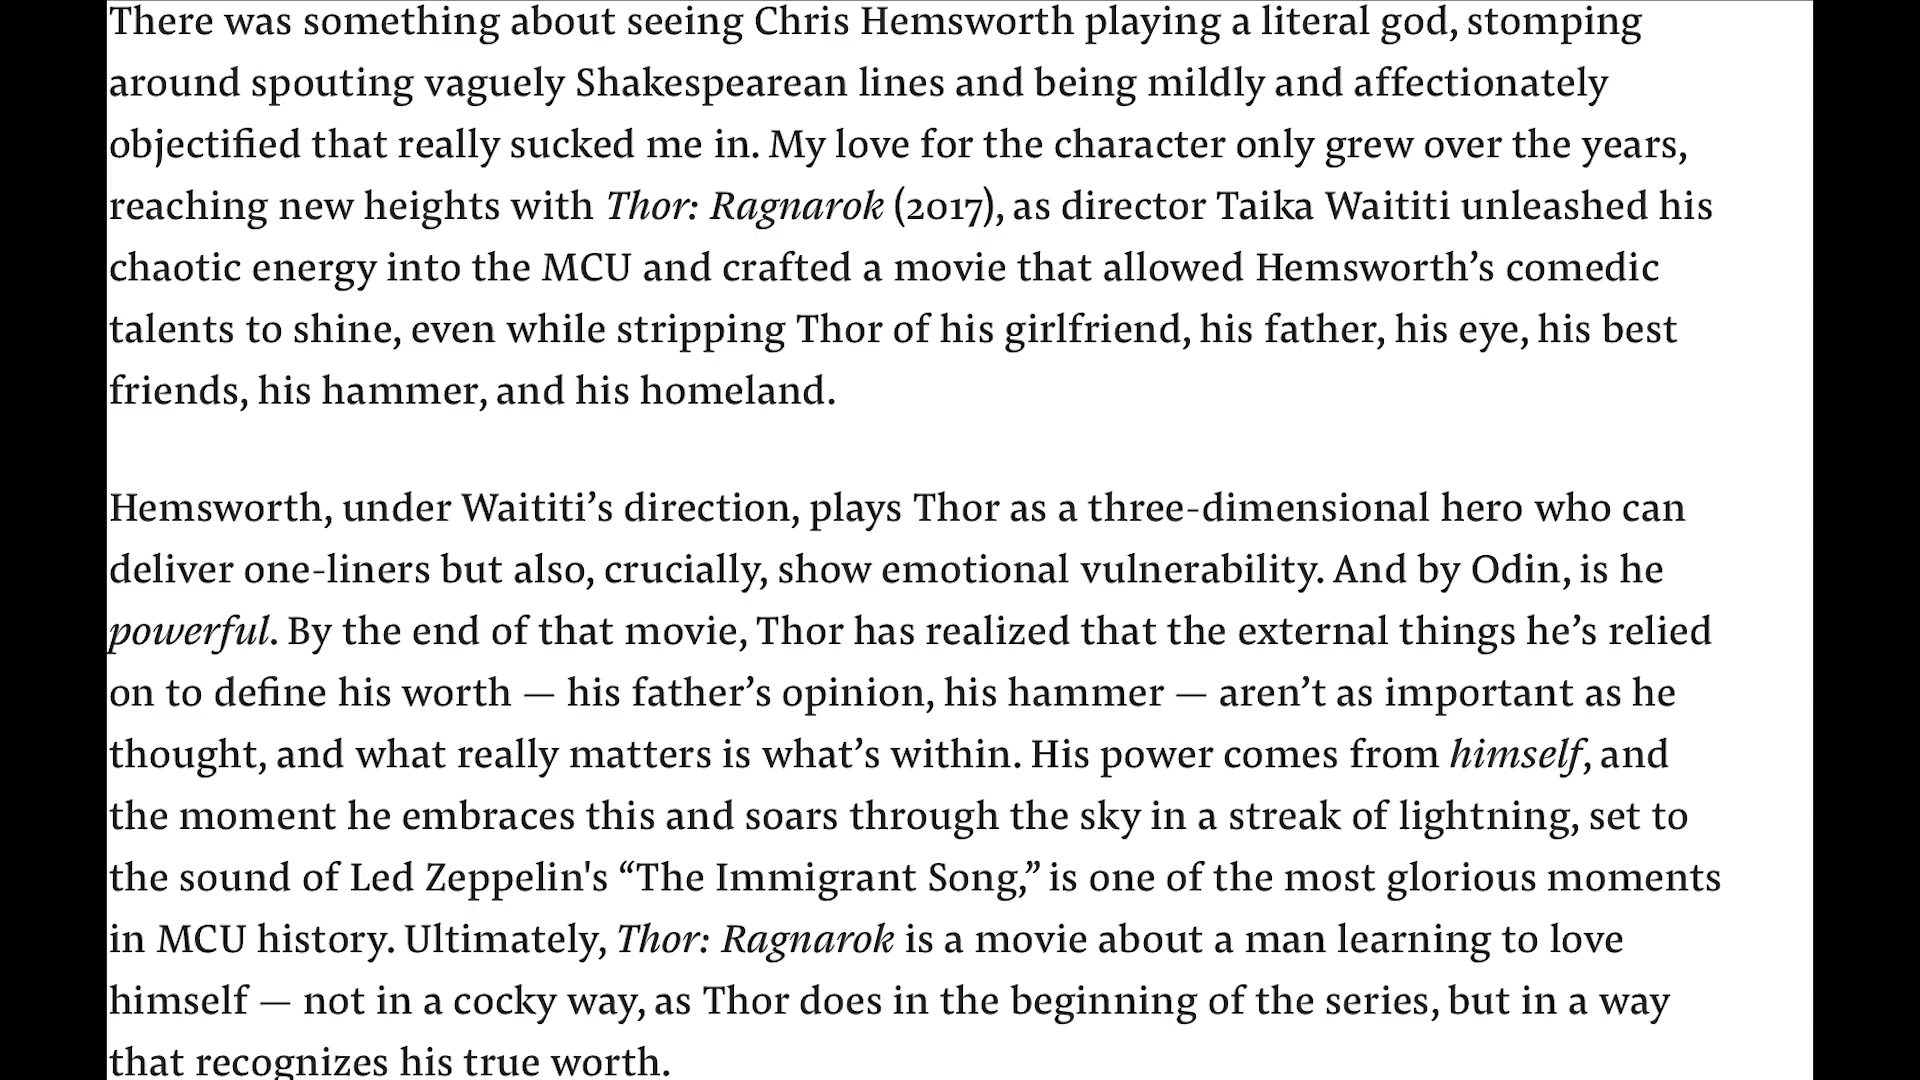 There was something about seeing Chris Hemsworth playing a literal god, stomping
around spouting vaguely Shakespearean lines and being mildly and affectionately
objectified that really sucked me in. My love for the character only grew over the years,
reaching new heights with Thor: Ragnarok (2017), as director Taika Waititi unleashed his
chaotic energy into the MCU and crafted a movie that allowed Hemsworth’s comedic
talents to shine, even while stripping Thor of his girlfriend, his father, his eye, his best
friends, his hammer, and his homeland.
Hemsworth, under Waititi’s direction, plays Thor as a three-dimensional hero who can
deliver one-liners but also, crucially, show emotional vulnerability. And by Odin, is he
powerful. By the end of that movie, Thor has realized that the external things he’s relied
on to define his worth — his father’s opinion, his hammer — aren’t as important as he
thought, and what really matters is what’s within. His power comes from himself, and
the moment he embraces this and soars through the sky in a streak of lightning, set to
the sound of Led Zeppelin's “The Immigrant Song,” is one of the most glorious moments
in MCU history. Ultimately, Thor: Ragnarok is a movie about a man learning to love
himself — not in a cocky way, as Thor does in the beginning of the series, but in a way
that recognizes his true worth.